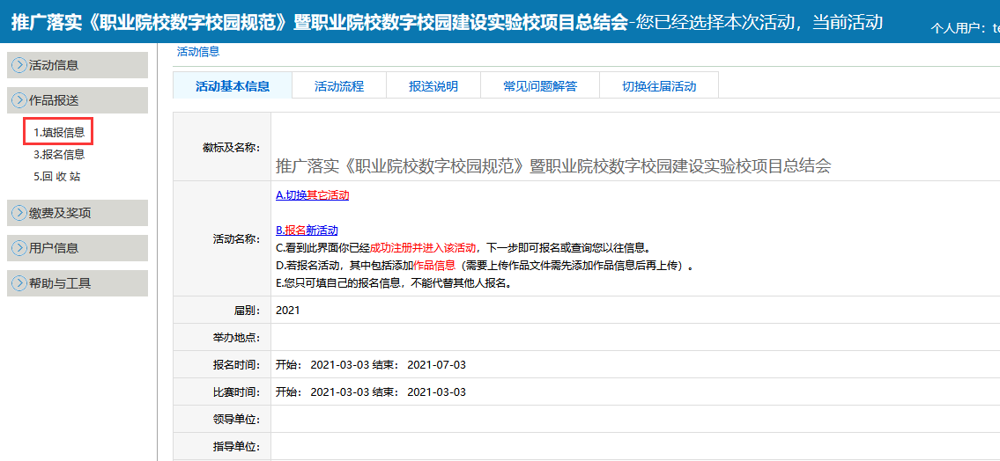 推广落实《职业院校数字校园规范》暨职业院校数字校园建设实验校项目总结会-您已经选择本次活动，当前活动
个人用户：te
活动信息
作品报送
1.填报信息
3.报名信息
5.回 收 站
缴费及奖项
用户信息
帮助与工具
活动信息
活动基本信息 活动流程 报送说明 常见问题解答 切换往届活动
徽标及名称： 推广落实《职业院校数字校园规范》暨职业院校数字校园建设实验校项目总结会
活动名称：
A.切换其它活动
B.报名新活动
C.看到此界面你已经成功注册并进入该活动，下一步即可报名或查询您以往信息。
D.若报名活动，其中包括添加作品信息（需要上传作品文件需先添加作品信息后再上传）。
E.您只可填自己的报名信息，不能代替其他人报名。
届别： 2021
举办地点：
报名时间： 开始： 2021-03-03 结束： 2021-07-03
比赛时间： 开始： 2021-03-03 结束： 2021-03-03
领导单位：
指导单位：